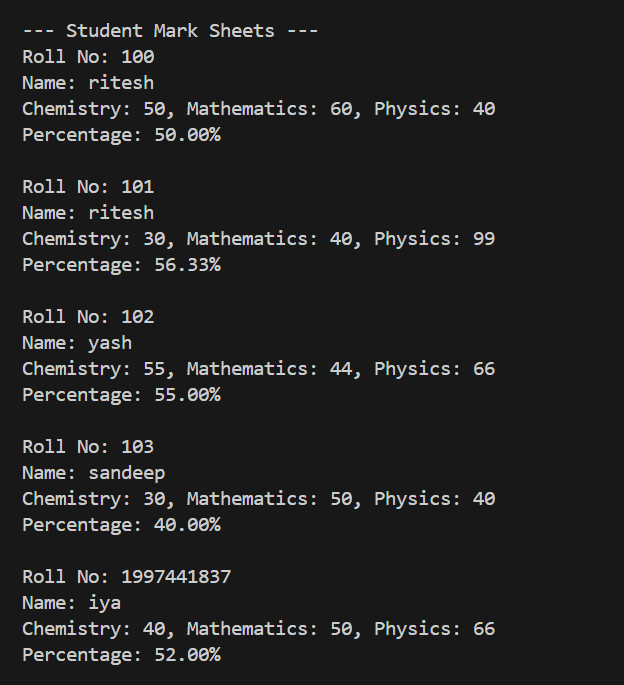 --- Student Mark Sheets ---
Roll No: 100
Name: ritesh
Chemistry: 50, Mathematics: 60, Physics: 40
Percentage: 50.00%
Roll No: 101
Name: ritesh
Chemistry: 30, Mathematics: 40, Physics: 99
Percentage: 56.33%
Roll No: 102
Name: yash
Chemistry: 55, Mathematics: 44, Physics: 66
Percentage: 55.00%
Roll No: 103
Name: sandeep
Chemistry: 30, Mathematics: 50, Physics: 40
Percentage: 40.00%
Roll No: 1997441837
Name: iya
Chemistry: 40, Mathematics: 50, Physics: 66
Percentage: 52.00%